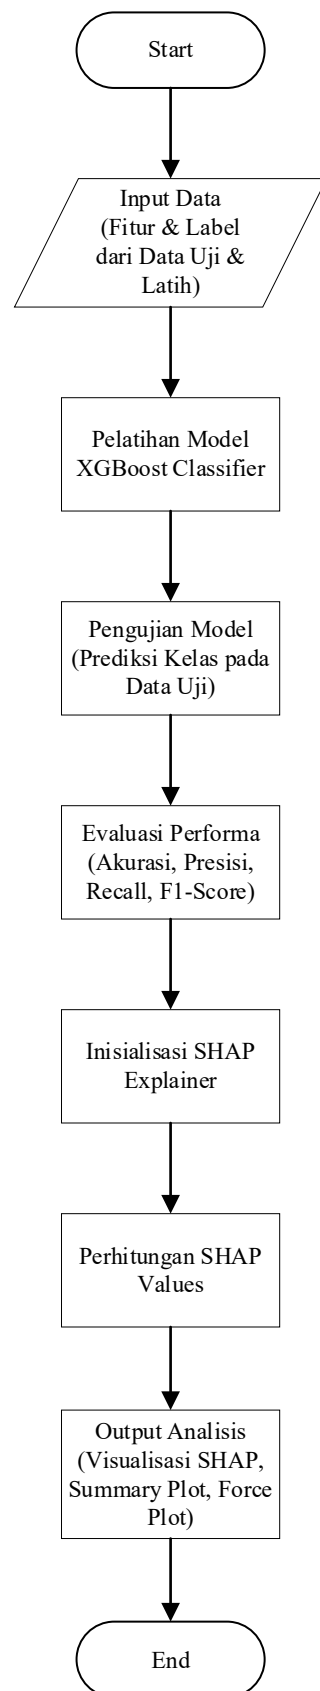 Start
Input Data
(Fitur & Label
dari Data Uji &
Latih)
Pelatihan Model
XGBoost Classifier
Pengujian Model
(Prediksi Kelas pada
Data Uji)
Evaluasi Performa
(Akurasi, Presisi,
Recall, F1-Score)
Inisialisasi SHAP
Explainer
Perhitungan SHAP
Values
Output Analisis
(Visualisasi SHAP,
Summary Plot, Force
Plot)
End